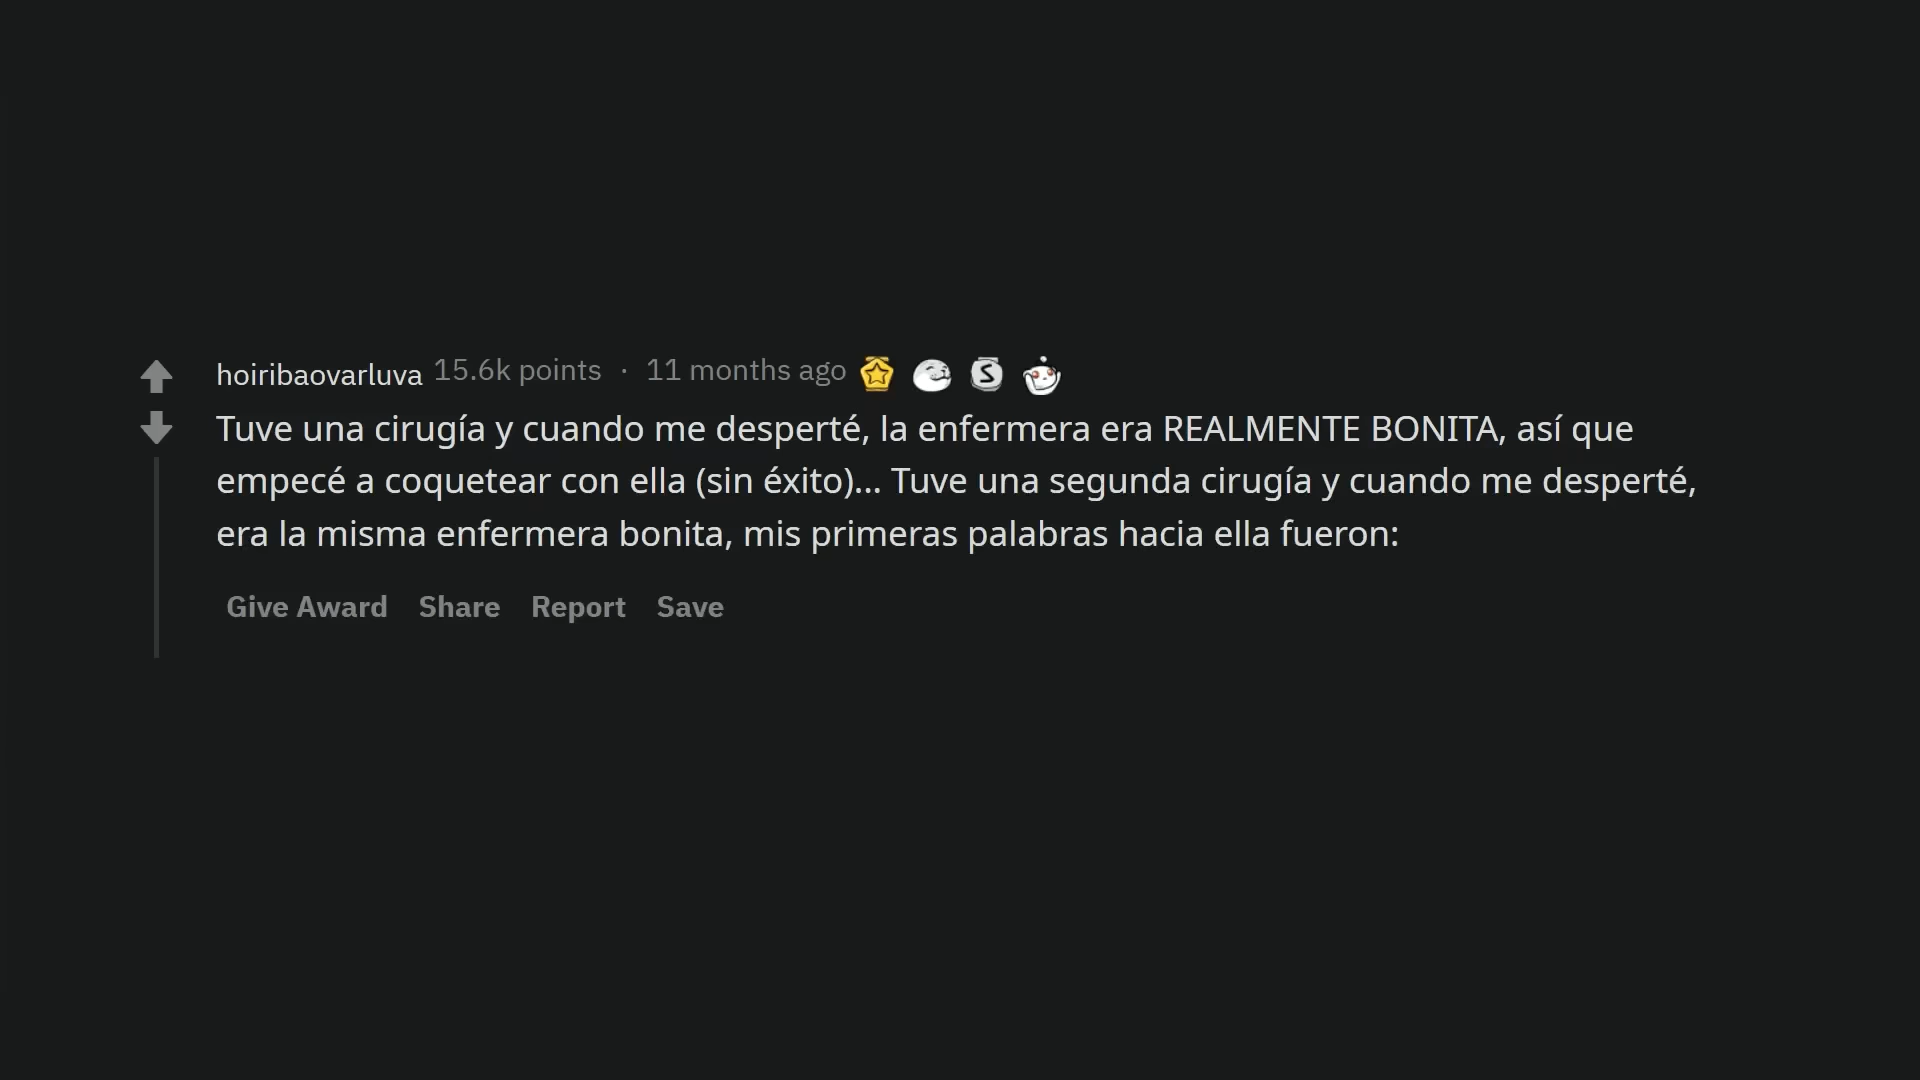 hoiribaovarluva 15.6k points · 11 months ago
Tuve una cirugía y cuando me desperté, la enfermera era REALMENTE BONITA, así que
empecé a coquetear con ella (sin éxito)... Tuve una segunda cirugía y cuando me desperté,
era la misma enfermera bonita, mis primeras palabras hacia ella fueron:
Give Award Share Report Save